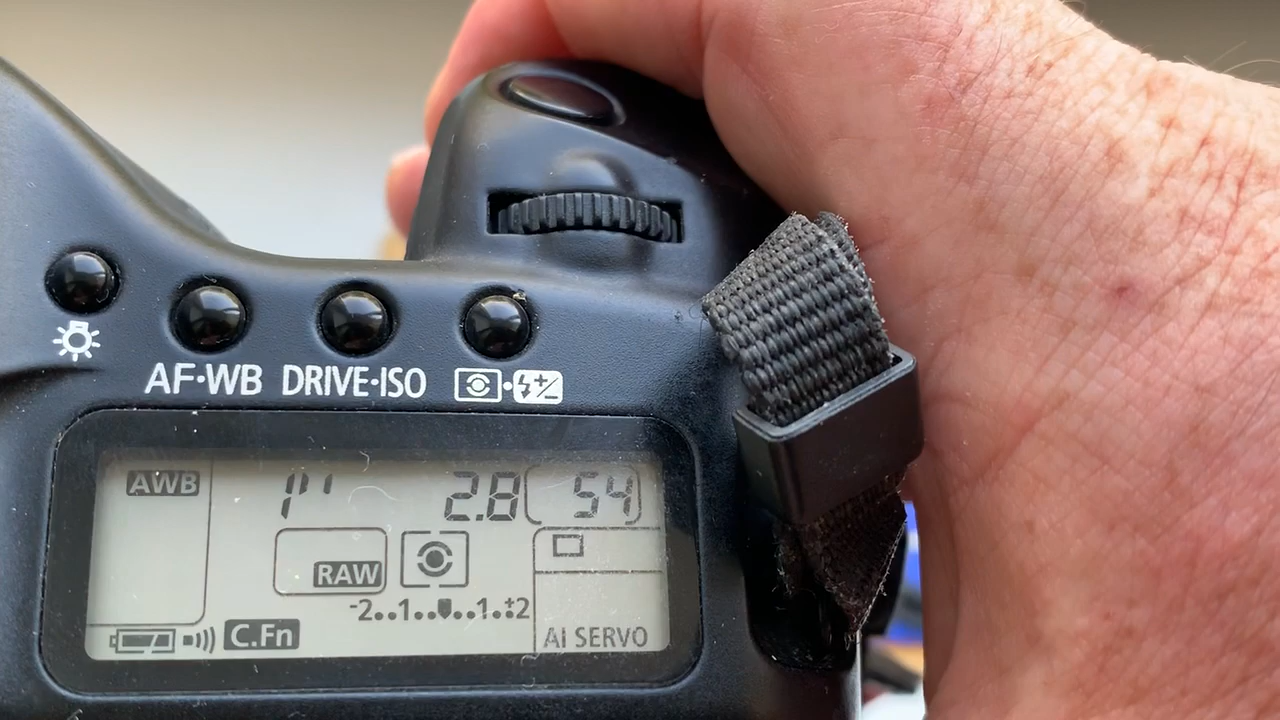 AF•WB DRIVE•ISO
AWB 1" 2.8 54
RAW
-2..1..▼..1..+2
C.Fn AI SERVO